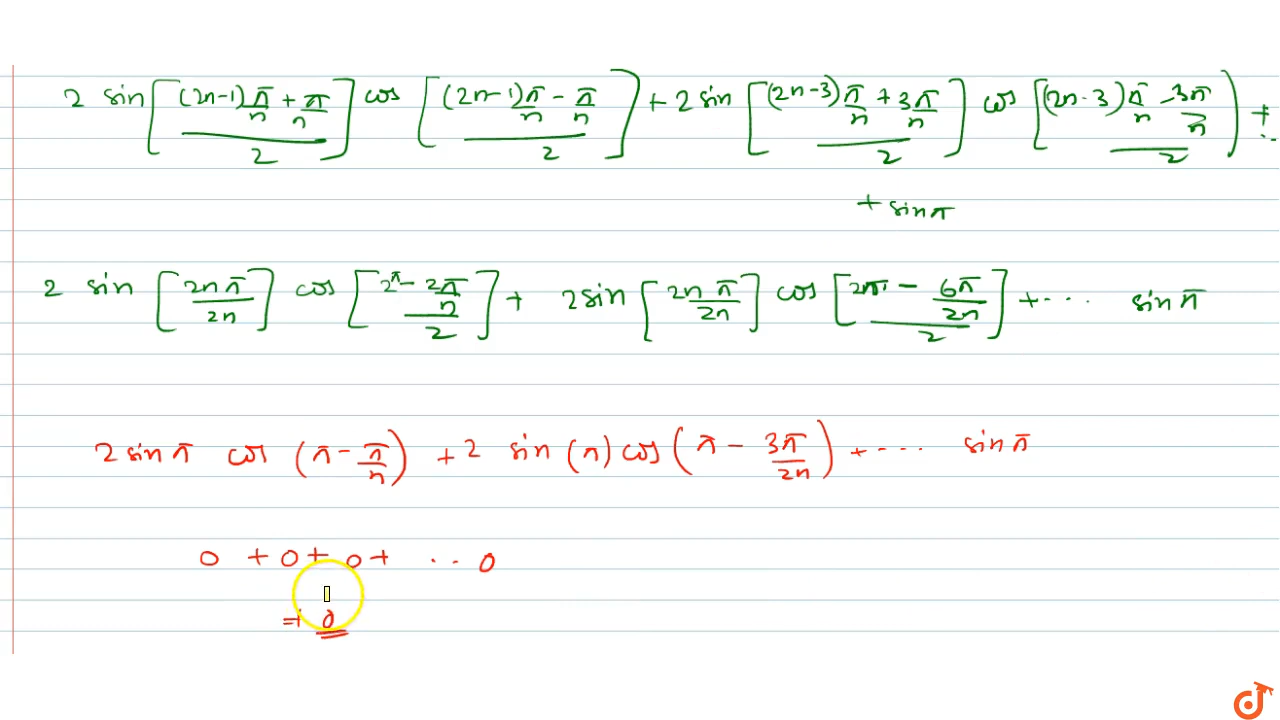 2 sin[((2n-1)π/n + π/n)/2] cos[((2n-1)π/n - π/n)/2] + 2 sin[((2n-3)π/n + 3π/n)/2] cos[((2n-3)π/n - 3π/n)/2] + ..
+ sin π
2 sin[2nπ/2n] cos[(2π - 2π/n)/2] + 2 sin[2nπ/2n] cos[(2π - 6π/2n)/2] + ... sin π
2 sin π cos(π - π/n) + 2 sin(π) cos(π - 3π/2n) + ... sin π
0 + 0 + 0 + .. 0
= 0